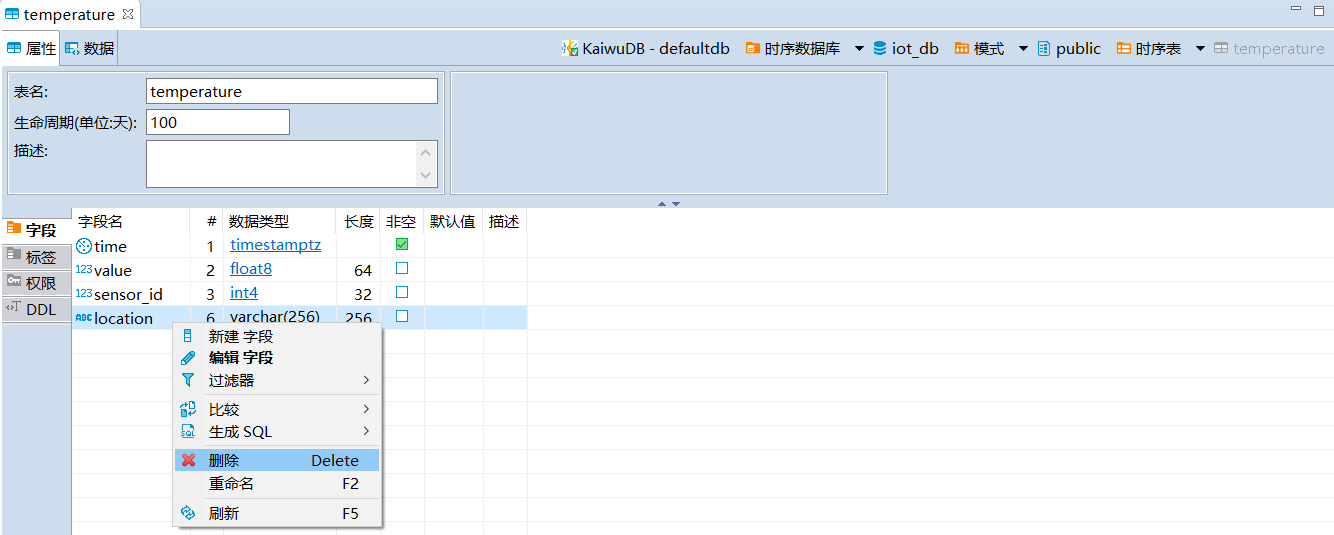 temperature
属性 数据 KaiwuDB - defaultdb 时序数据库 iot_db 模式 public 时序表 temperature
表名: temperature
生命周期(单位:天): 100
描述:
字段名 # 数据类型 长度 非空 默认值 描述
字段
标签
权限
DDL
time 1 timestamptz
123 value 2 float8 64
123 sensor_id 3 int4 32
ABC location 6 varchar(256) 256
新建 字段
编辑 字段
过滤器
比较
生成 SQL
删除 Delete
重命名 F2
刷新 F5